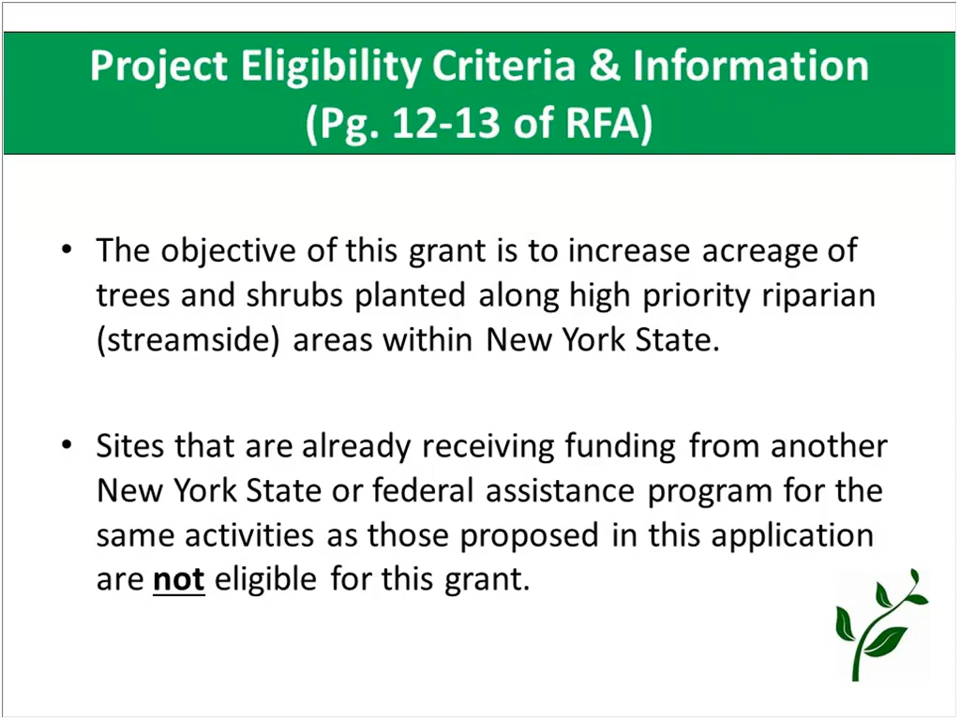 Project Eligibility Criteria & Information
(Pg. 12-13 of RFA)
• The objective of this grant is to increase acreage of
trees and shrubs planted along high priority riparian
(streamside) areas within New York State.
• Sites that are already receiving funding from another
New York State or federal assistance program for the
same activities as those proposed in this application
are not eligible for this grant.